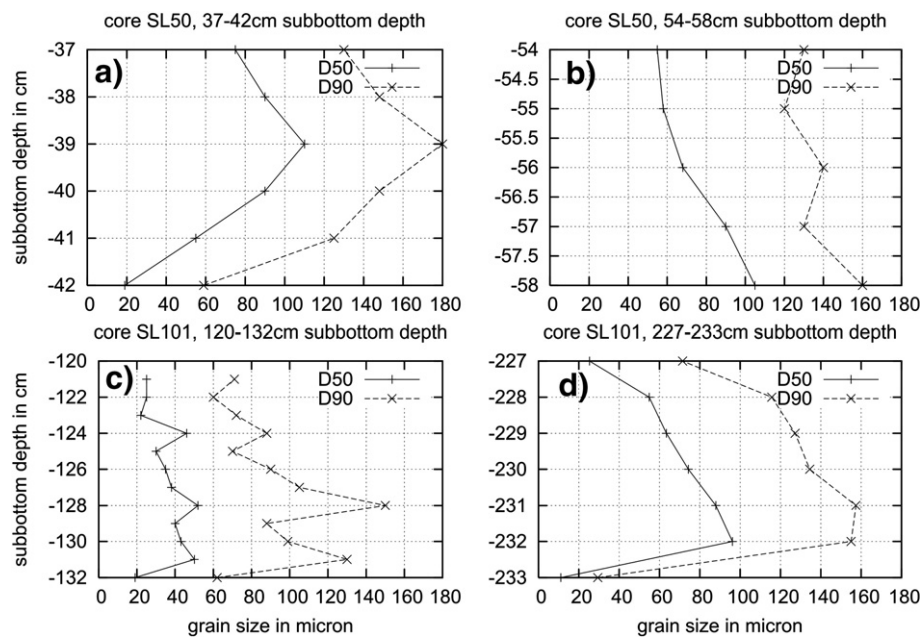 core SL50, 37-42cm subbottom depth
a)
D50
D90
subbottom depth in cm
-37
-38
-39
-40
-41
-42
0 20 40 60 80 100 120 140 160 180
core SL50, 54-58cm subbottom depth
b)
D50
D90
-54
-54.5
-55
-55.5
-56
-56.5
-57
-57.5
-58
0 20 40 60 80 100 120 140 160 180
core SL101, 120-132cm subbottom depth
c)
D50
D90
subbottom depth in cm
-120
-122
-124
-126
-128
-130
-132
0 20 40 60 80 100 120 140 160 180
grain size in micron
core SL101, 227-233cm subbottom depth
d)
D50
D90
-227
-228
-229
-230
-231
-232
-233
0 20 40 60 80 100 120 140 160 180
grain size in micron